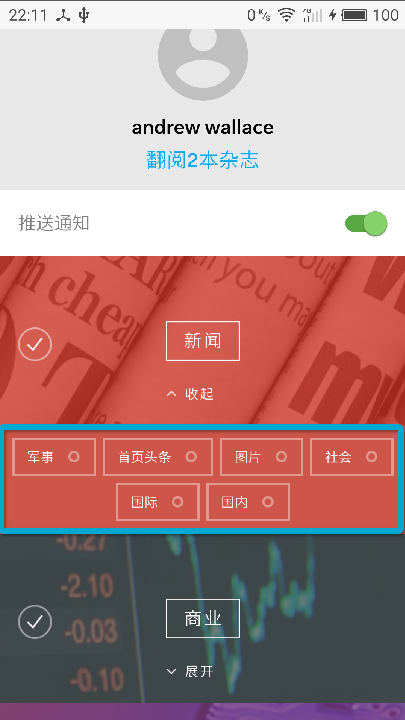 22:11 0 K/s 100
andrew wallace
翻阅2本杂志
推送通知
新闻
收起
军事 首页头条 图片 社会
国际 国内
-0.27
-2.10
商业
-0.03
展开
-0.10